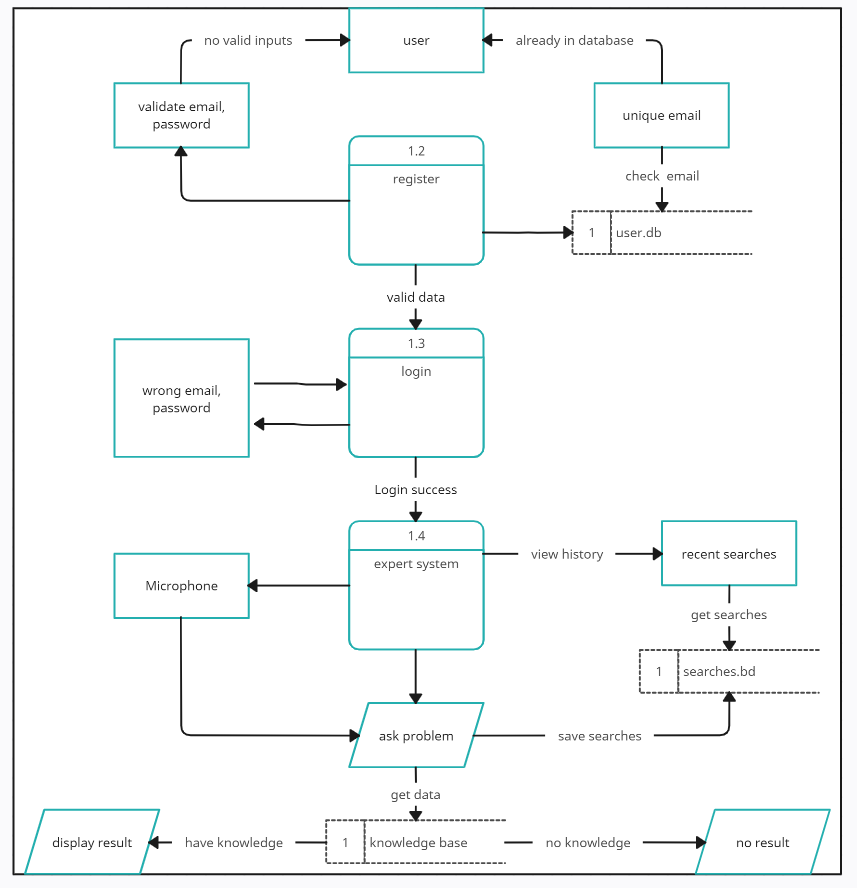 no valid inputs
user
already in database
validate email,
password
unique email
1.2
register
check  email
1
user.db
valid data
1.3
login
wrong email,
password
Login success
1.4
expert system
view history
recent searches
Microphone
get searches
1
searches.bd
ask problem
save searches
get data
display result
have knowledge
1
knowledge base
no knowledge
no result